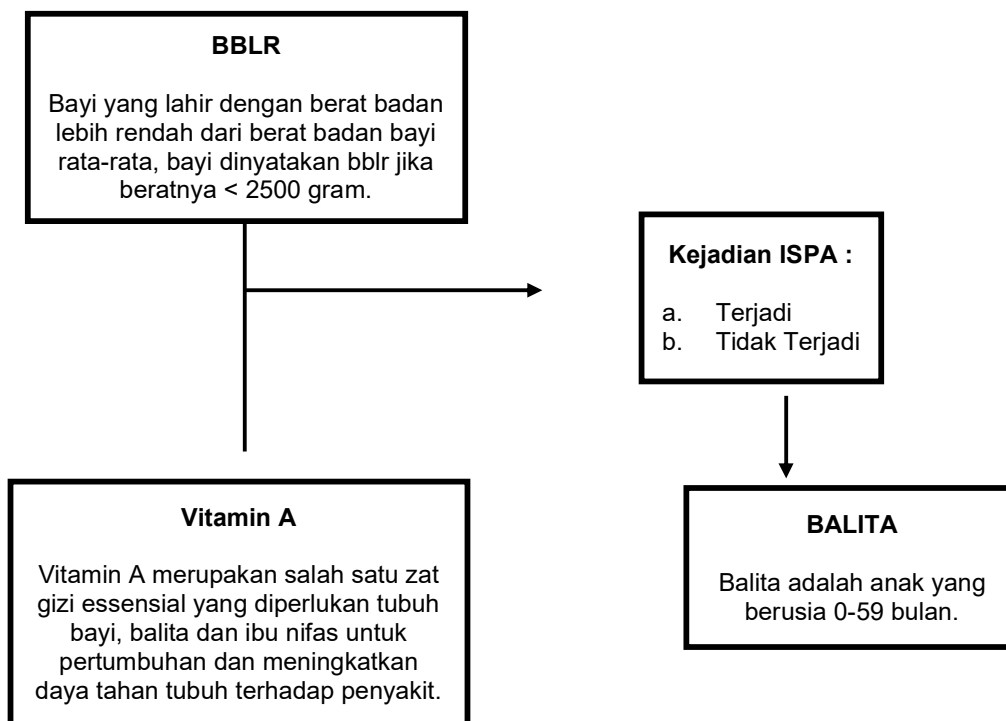 BBLR
Bayi yang lahir dengan berat badan
lebih rendah dari berat badan bayi
rata-rata, bayi dinyatakan bblr jika
beratnya < 2500 gram.
Kejadian ISPA :
a. Terjadi
b. Tidak Terjadi
Vitamin A
Vitamin A merupakan salah satu zat
gizi essensial yang diperlukan tubuh
bayi, balita dan ibu nifas untuk
pertumbuhan dan meningkatkan
daya tahan tubuh terhadap penyakit.
BALITA
Balita adalah anak yang
berusia 0-59 bulan.